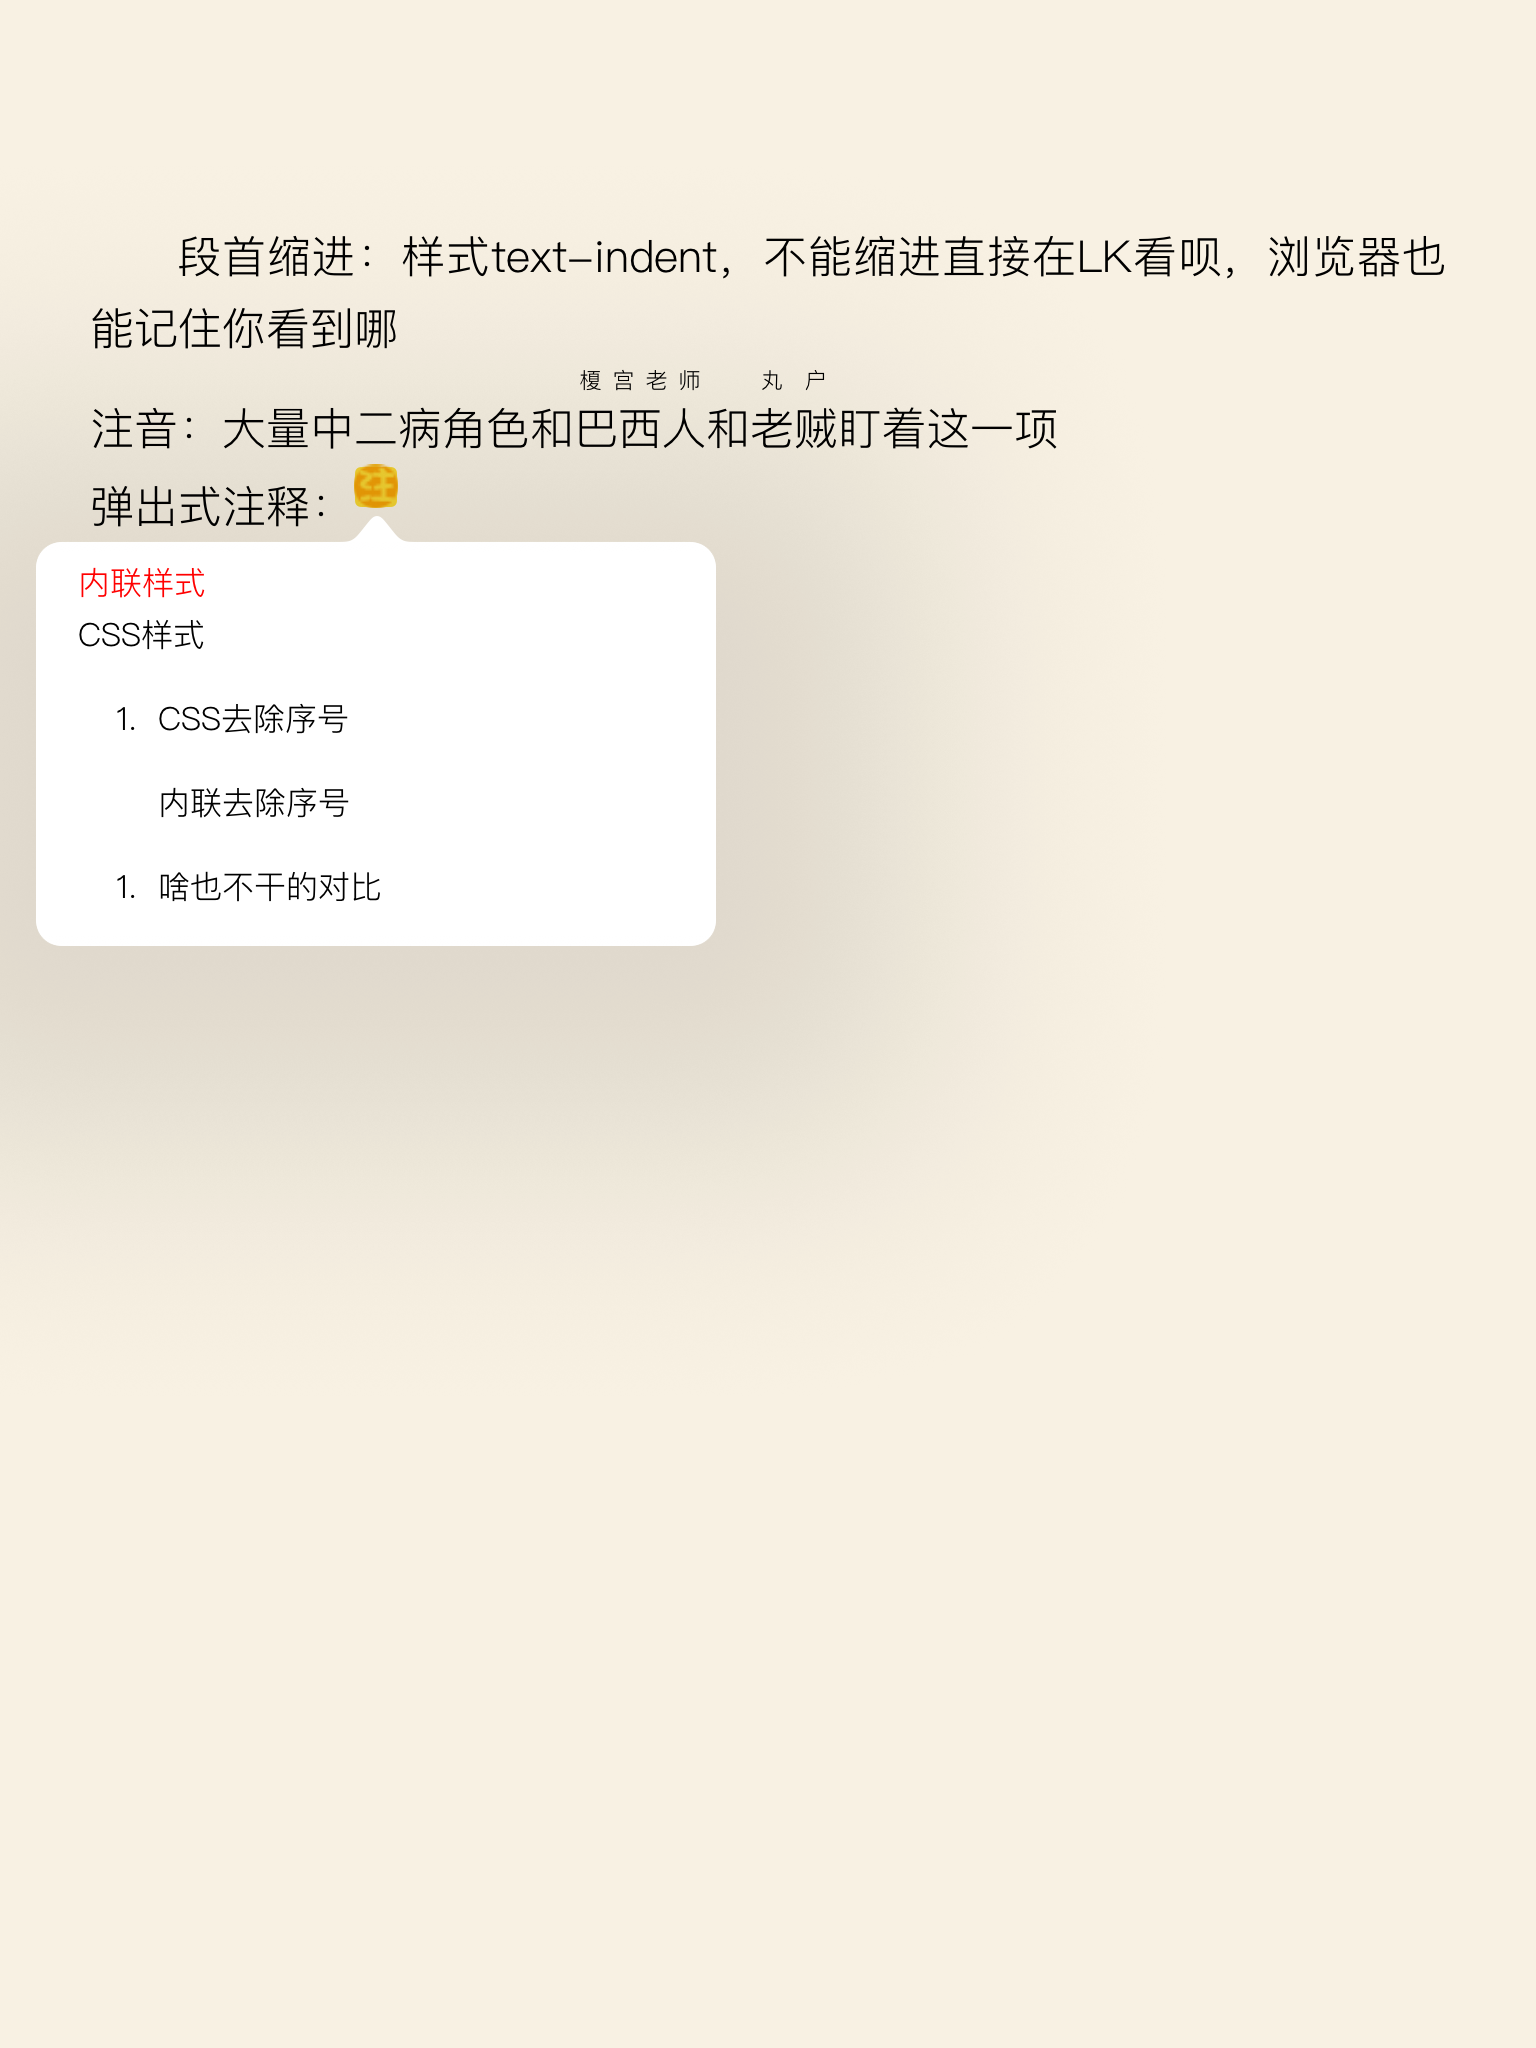 段首缩进：样式text-indent，不能缩进直接在LK看呗，浏览器也
能记住你看到哪
榎宫老师 丸户
注音：大量中二病角色和巴西人和老贼盯着这一项
弹出式注释：注
内联样式
CSS样式
1. CSS去除序号
内联去除序号
1. 啥也不干的对比